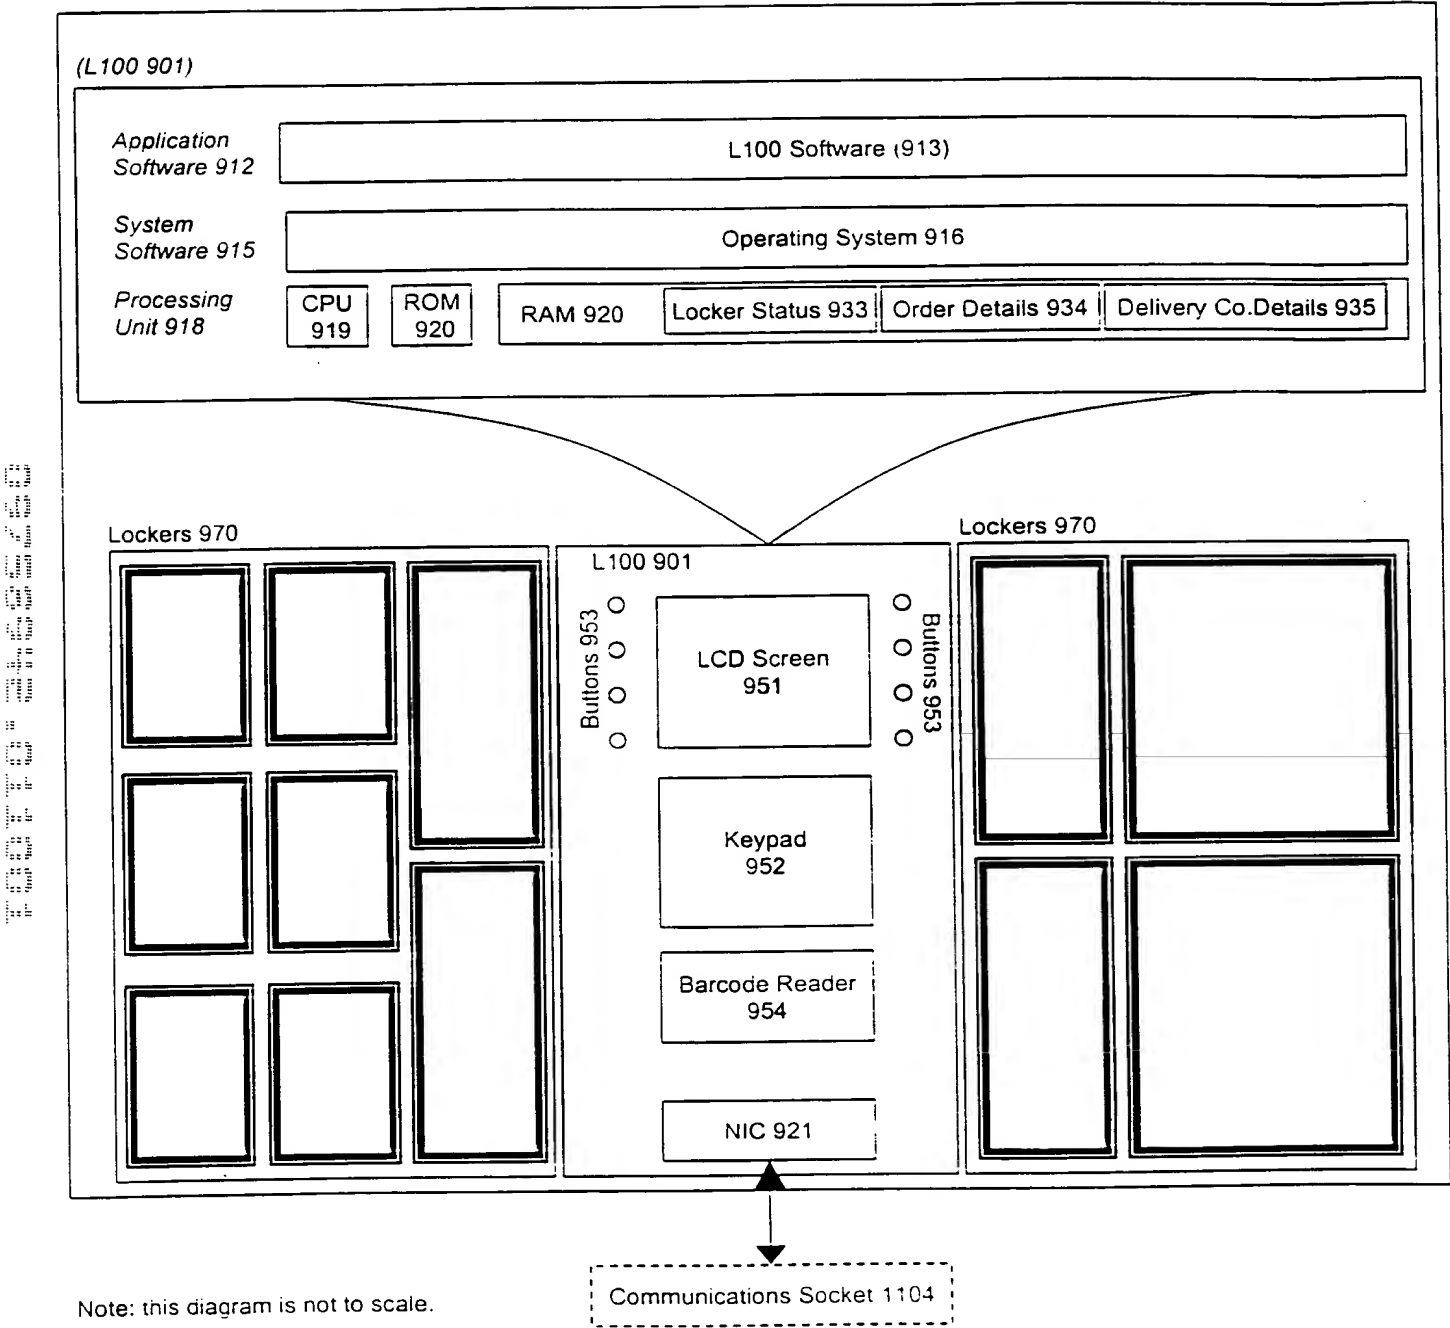 (L100 901)
Application
Software 912
L100 Software (913)
System
Software 915
Operating System 916
Processing
Unit 918
CPU
919
ROM
920
RAM 920
Locker Status 933
Order Details 934
Delivery Co.Details 935
Lockers 970
L100 901
Lockers 970
Buttons 953
LCD Screen
951
Buttons 953
Keypad
952
Barcode Reader
954
NIC 921
Communications Socket 1104
Note: this diagram is not to scale.